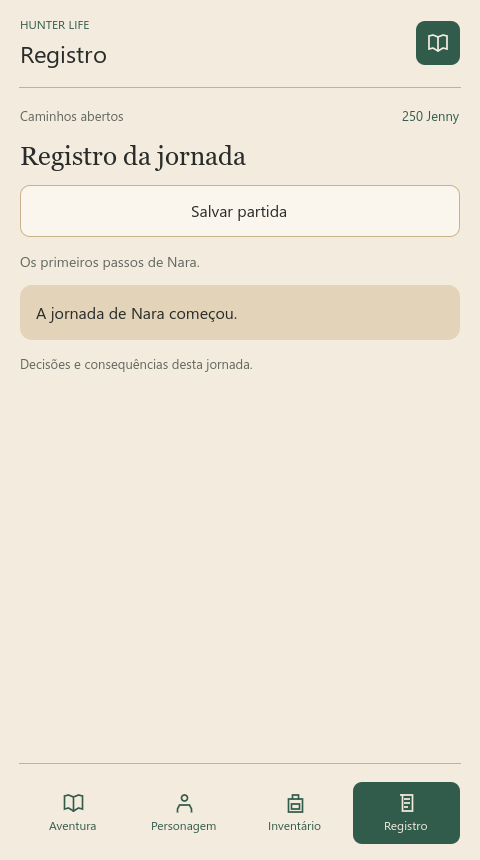 HUNTER LIFE
Registro
Caminhos abertos
250 Jenny
Registro da jornada
Salvar partida
Os primeiros passos de Nara.
A jornada de Nara começou.
Decisões e consequências desta jornada.
Aventura
Personagem
Inventário
Registro